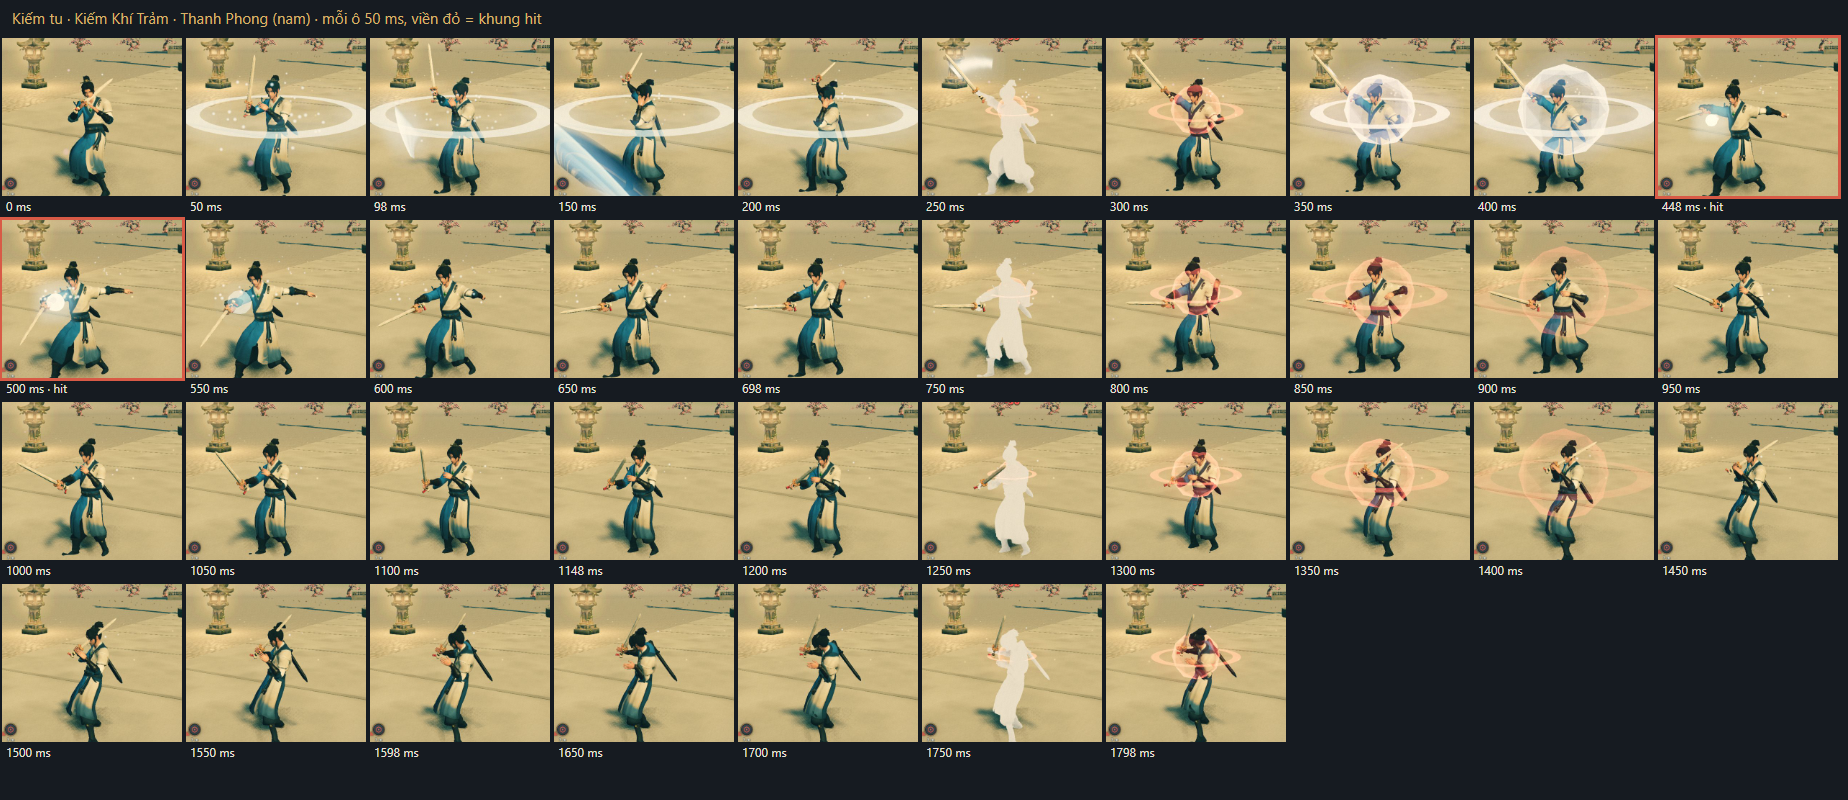 Kiếm tu · Kiếm Khí Trảm · Thanh Phong (nam) · mỗi ô 50 ms, viền đỏ = khung hit
0 ms 50 ms 98 ms 150 ms 200 ms 250 ms 300 ms 350 ms 400 ms 448 ms · hit
500 ms · hit 550 ms 600 ms 650 ms 698 ms 750 ms 800 ms 850 ms 900 ms 950 ms
1000 ms 1050 ms 1100 ms 1148 ms 1200 ms 1250 ms 1300 ms 1350 ms 1400 ms 1450 ms
1500 ms 1550 ms 1598 ms 1650 ms 1700 ms 1750 ms 1798 ms